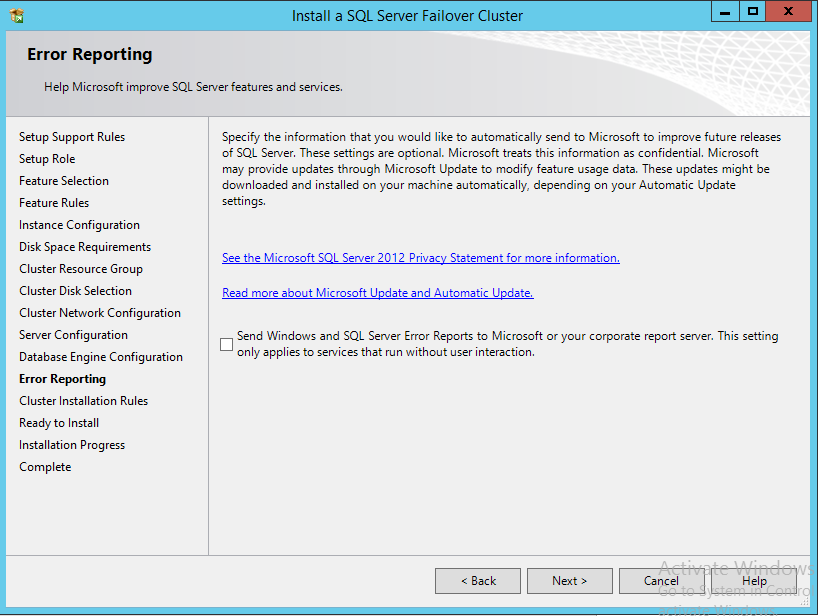 Install a SQL Server Failover Cluster
Error Reporting
Help Microsoft improve SQL Server features and services.
Setup Support Rules
Setup Role
Feature Selection
Feature Rules
Instance Configuration
Disk Space Requirements
Cluster Resource Group
Cluster Disk Selection
Cluster Network Configuration
Server Configuration
Database Engine Configuration
Error Reporting
Cluster Installation Rules
Ready to Install
Installation Progress
Complete
Specify the information that you would like to automatically send to Microsoft to improve future releases
of SQL Server. These settings are optional. Microsoft treats this information as confidential. Microsoft
may provide updates through Microsoft Update to modify feature usage data. These updates might be
downloaded and installed on your machine automatically, depending on your Automatic Update
settings.
See the Microsoft SQL Server 2012 Privacy Statement for more information.
Read more about Microsoft Update and Automatic Update.
Send Windows and SQL Server Error Reports to Microsoft or your corporate report server. This setting
only applies to services that run without user interaction.
< Back
Next >
Cancel
Help
Activate Windows
Go to System in Contro